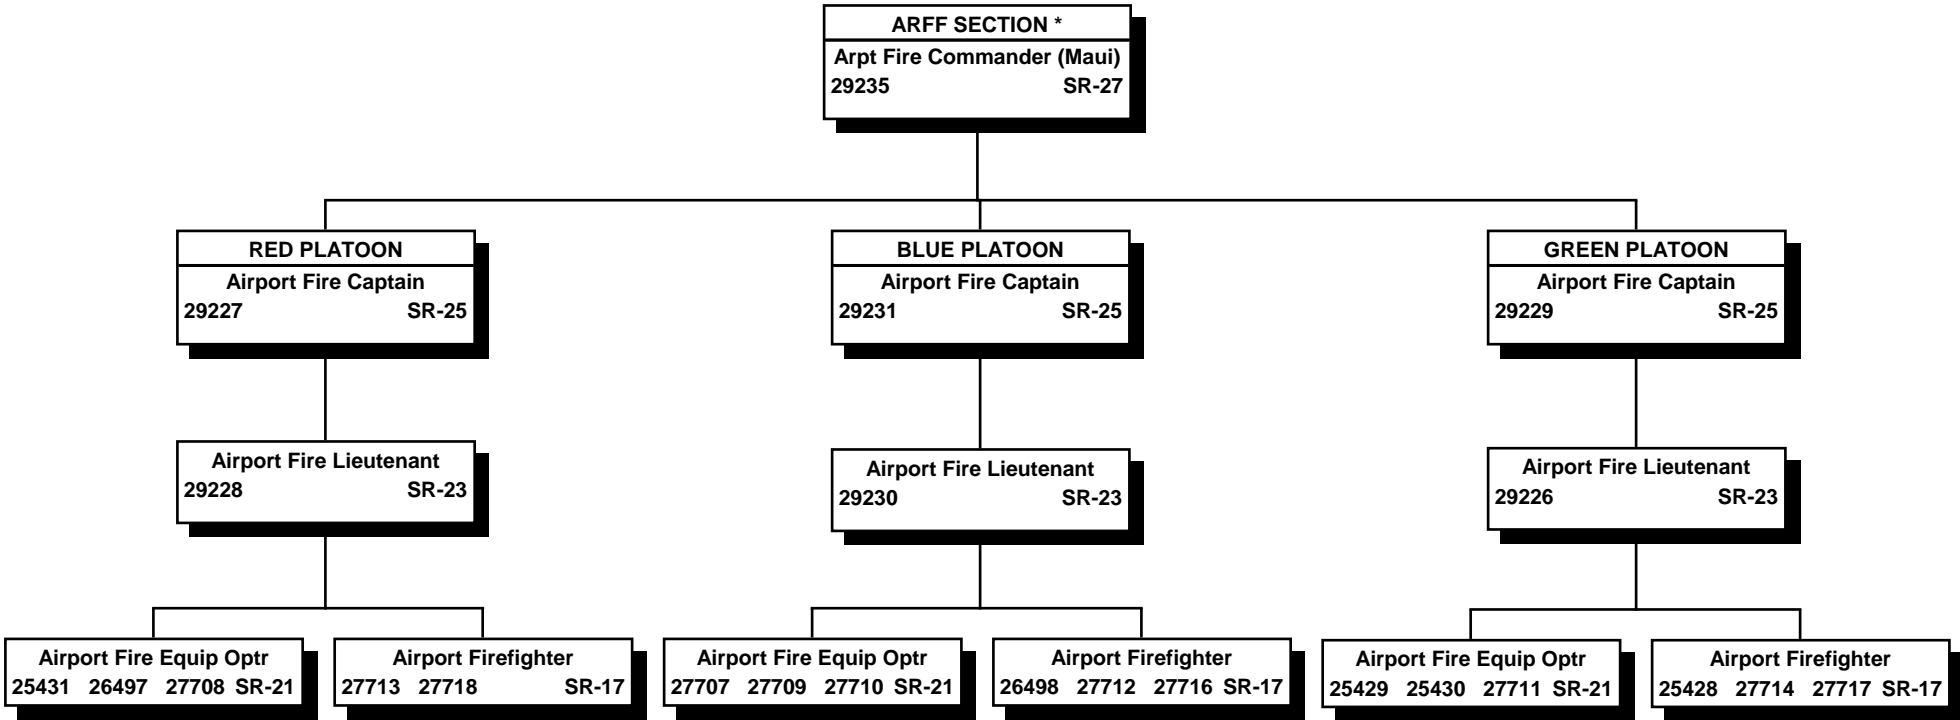 ARFF SECTION *
Arpt Fire Commander (Maui)
29235 SR-27
RED PLATOON
Airport Fire Captain
29227 SR-25
BLUE PLATOON
Airport Fire Captain
29231 SR-25
GREEN PLATOON
Airport Fire Captain
29229 SR-25
Airport Fire Lieutenant
29228 SR-23
Airport Fire Lieutenant
29230 SR-23
Airport Fire Lieutenant
29226 SR-23
Airport Fire Equip Optr
25431 26497 27708 SR-21
Airport Firefighter
27713 27718 SR-17
Airport Fire Equip Optr
27707 27709 27710 SR-21
Airport Firefighter
26498 27712 27716 SR-17
Airport Fire Equip Optr
25429 25430 27711 SR-21
Airport Firefighter
25428 27714 27717 SR-17